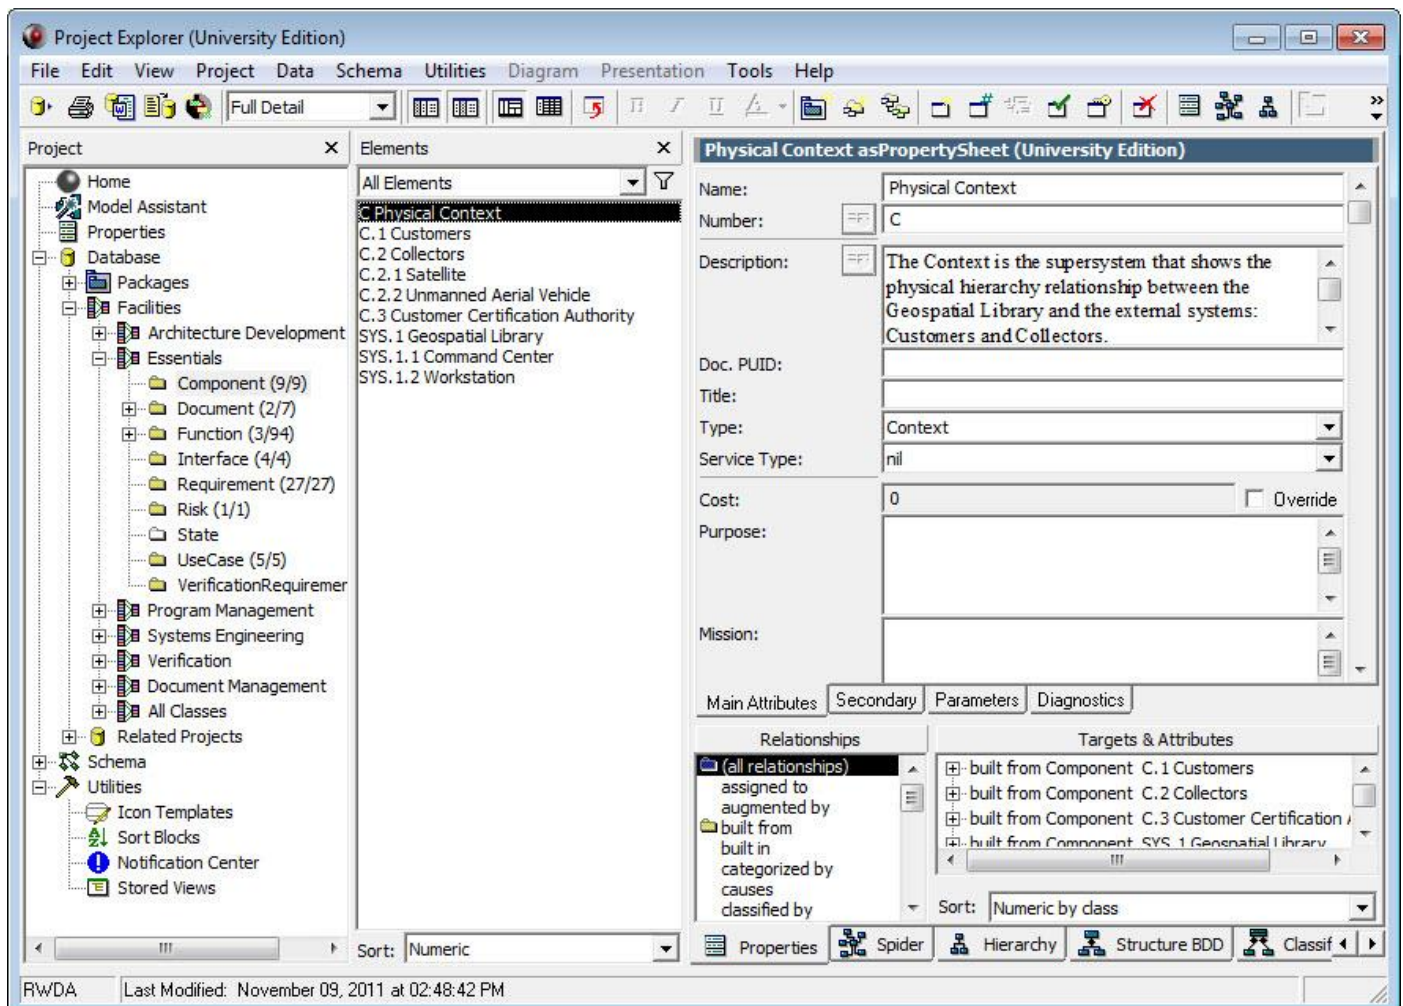 Project Explorer (University Edition)
File Edit View Project Data Schema Utilities Diagram Presentation Tools Help
Full Detail
Project
Home
Model Assistant
Properties
Database
Packages
Facilities
Architecture Development
Essentials
Component (9/9)
Document (2/7)
Function (3/94)
Interface (4/4)
Requirement (27/27)
Risk (1/1)
State
UseCase (5/5)
VerificationRequiremer
Program Management
Systems Engineering
Verification
Document Management
All Classes
Related Projects
Schema
Utilities
Icon Templates
Sort Blocks
Notification Center
Stored Views
Elements
All Elements
C Physical Context
C.1 Customers
C.2 Collectors
C.2.1 Satellite
C.2.2 Unmanned Aerial Vehicle
C.3 Customer Certification Authority
SYS.1 Geospatial Library
SYS.1.1 Command Center
SYS.1.2 Workstation
Sort: Numeric
Physical Context asPropertySheet (University Edition)
Name: Physical Context
Number: C
Description: The Context is the supersystem that shows the
physical hierarchy relationship between the
Geospatial Library and the external systems:
Customers and Collectors.
Doc. PUID:
Title:
Type: Context
Service Type: nil
Cost: 0 Override
Purpose:
Mission:
Main Attributes Secondary Parameters Diagnostics
Relationships
(all relationships)
assigned to
augmented by
built from
built in
categorized by
causes
classified by
Targets & Attributes
built from Component C.1 Customers
built from Component C.2 Collectors
built from Component C.3 Customer Certification
built from Component SYS.1 Geospatial Library
Sort: Numeric by class
Properties Spider Hierarchy Structure BDD Classif
RWDA Last Modified: November 09, 2011 at 02:48:42 PM